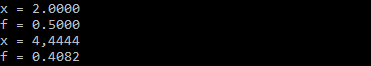 x = 2.0000
f = 0.5000
x = 4,4444
f = 0.4082